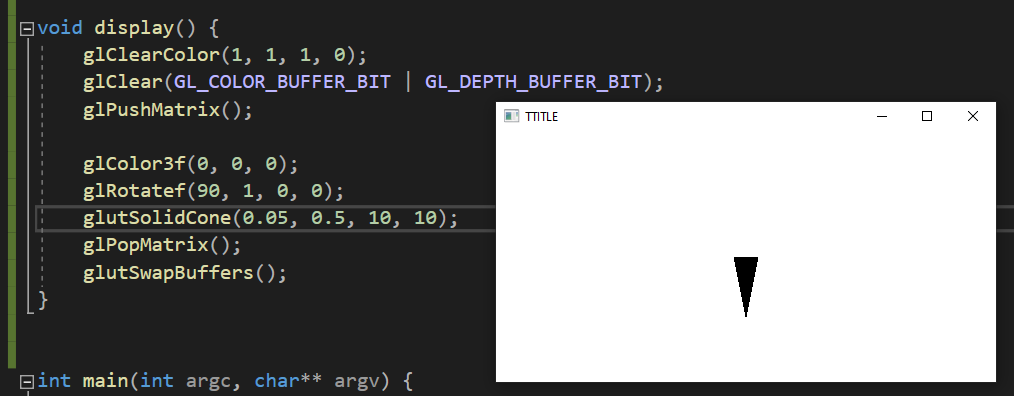 void display() {
glClearColor(1, 1, 1, 0);
glClear(GL_COLOR_BUFFER_BIT | GL_DEPTH_BUFFER_BIT);
glPushMatrix();
TTITLE
glColor3f(0, 0, 0);
glRotatef(90, 1, 0, 0);
glutSolidCone(0.05, 0.5, 10, 10);
glPopMatrix();
glutSwapBuffers();
}
int main(int argc, char** argv) {